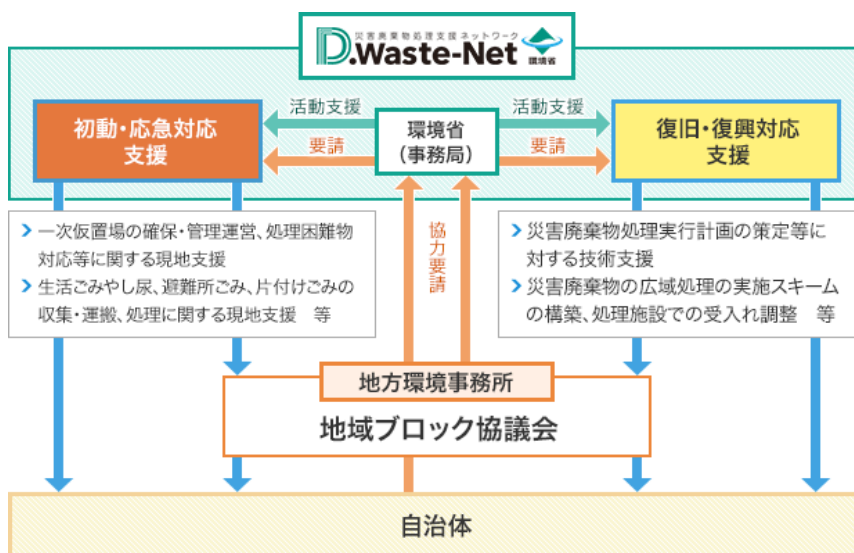 災害廃棄物処理支援ネットワーク
D.Waste-Net
環境省
初動・応急対応
支援
活動支援
要請
環境省
(事務局)
活動支援
要請
復旧・復興対応
支援
一次仮置場の確保・管理運営、処理困難物
対応等に関する現地支援
生活ごみやし尿、避難所ごみ、片付けごみの
収集・運搬、処理に関する現地支援 等
協力要請
災害廃棄物処理実行計画の策定等に
対する技術支援
災害廃棄物の広域処理の実施スキーム
の構築、処理施設での受入れ調整 等
地方環境事務所
地域ブロック協議会
自治体